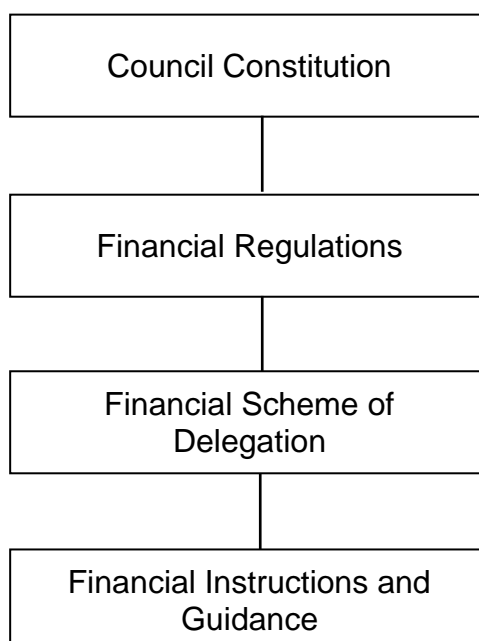 Council Constitution
Financial Regulations
Financial Scheme of
Delegation
Financial Instructions and
Guidance